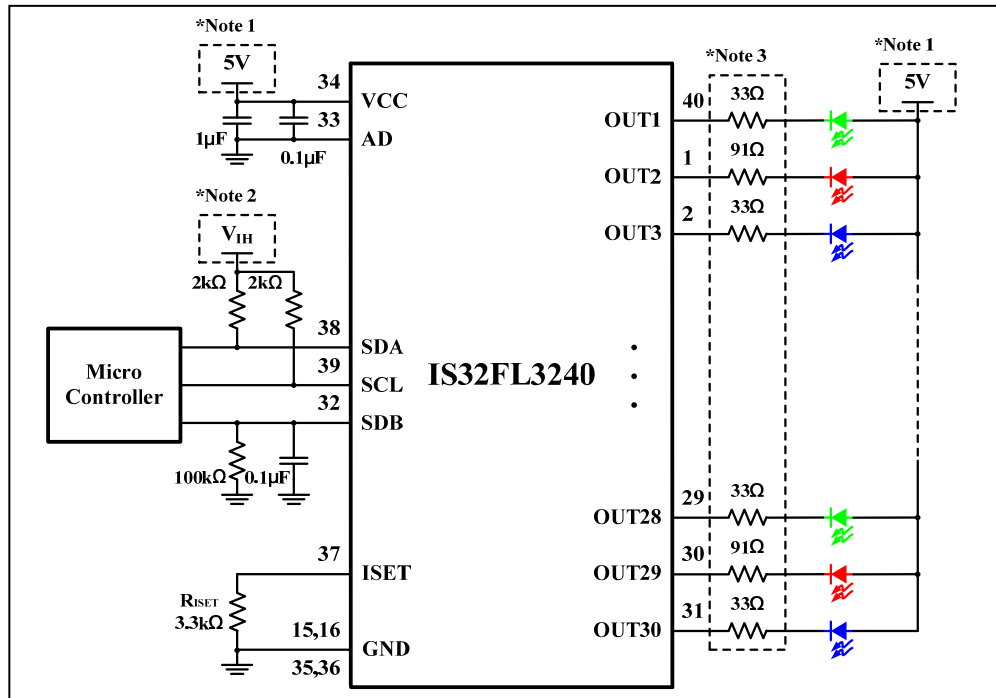 *Note 1
5V
34
VCC
33
AD
1μF
0.1μF
*Note 2
VIH
2kΩ 2kΩ
38
SDA
39
SCL
32
SDB
Micro
Controller
100kΩ 0.1μF
37
ISET
RISET
3.3kΩ
15,16
GND
35,36
IS32FL3240
*Note 3
*Note 1
5V
40
OUT1
33Ω
1
OUT2
91Ω
2
OUT3
33Ω
29
OUT28
33Ω
30
OUT29
91Ω
31
OUT30
33Ω